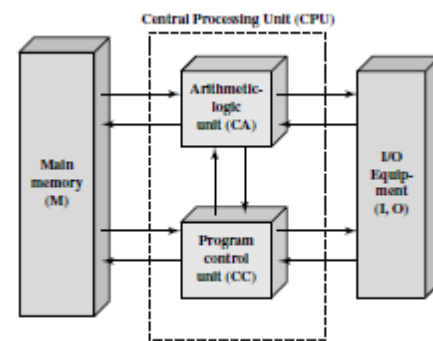 Central Processing Unit (CPU)
Arithmetic-
logic
unit (CA)
Main
memory
(M)
I/O
Equip-
ment
(I, O)
Program
control
unit (CC)